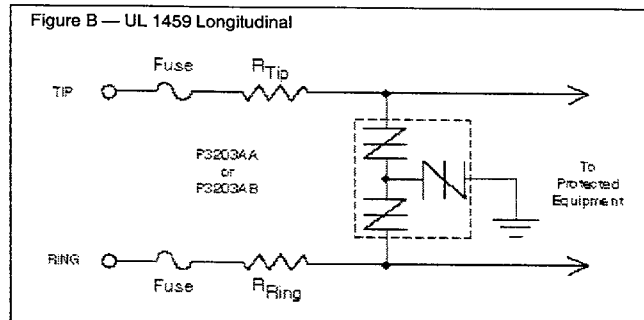 Figure B — UL 1459 Longitudinal
Fuse
RTip
TIP
P3203AA
or
P3203AB
To
Protected
Equipment
RING
Fuse
RRing